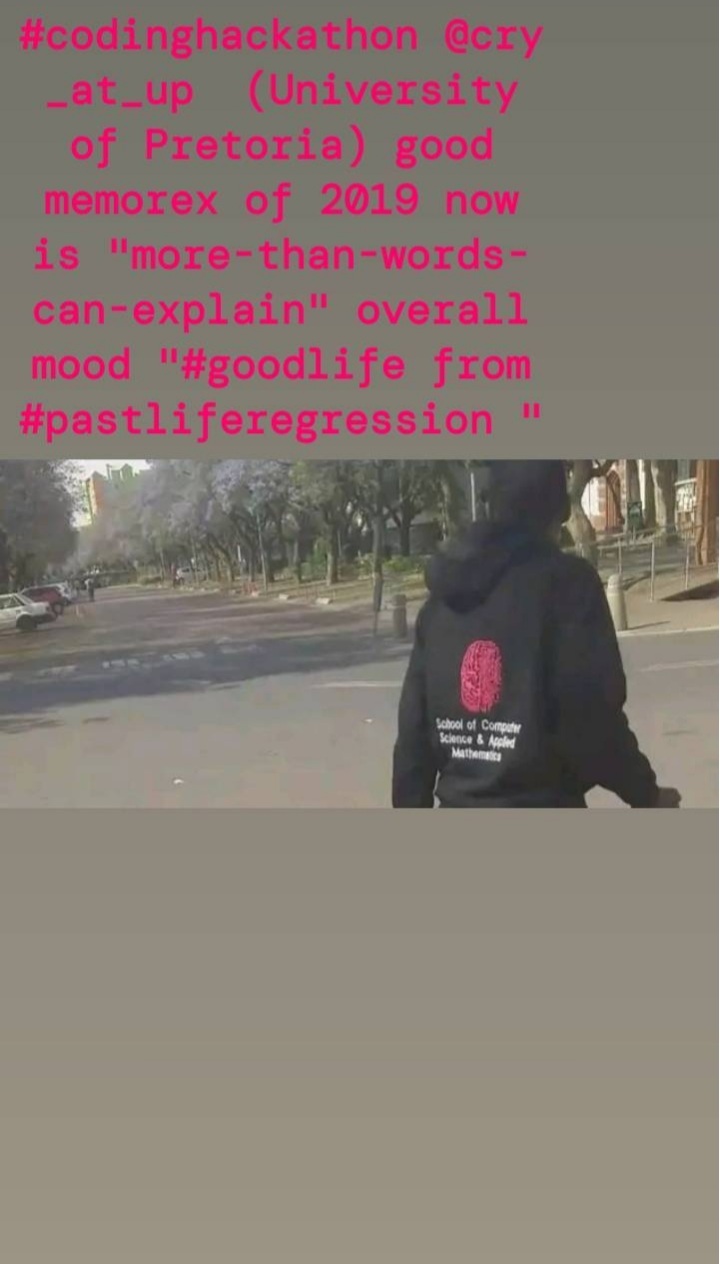 #codinghackathon @cry
_at_up (University
of Pretoria) good
memorex of 2019 now
is "more-than-words-
can-explain" overall
mood "#goodlife from
#pastliferegression "
School of Computer
Science & Applied
Mathematics